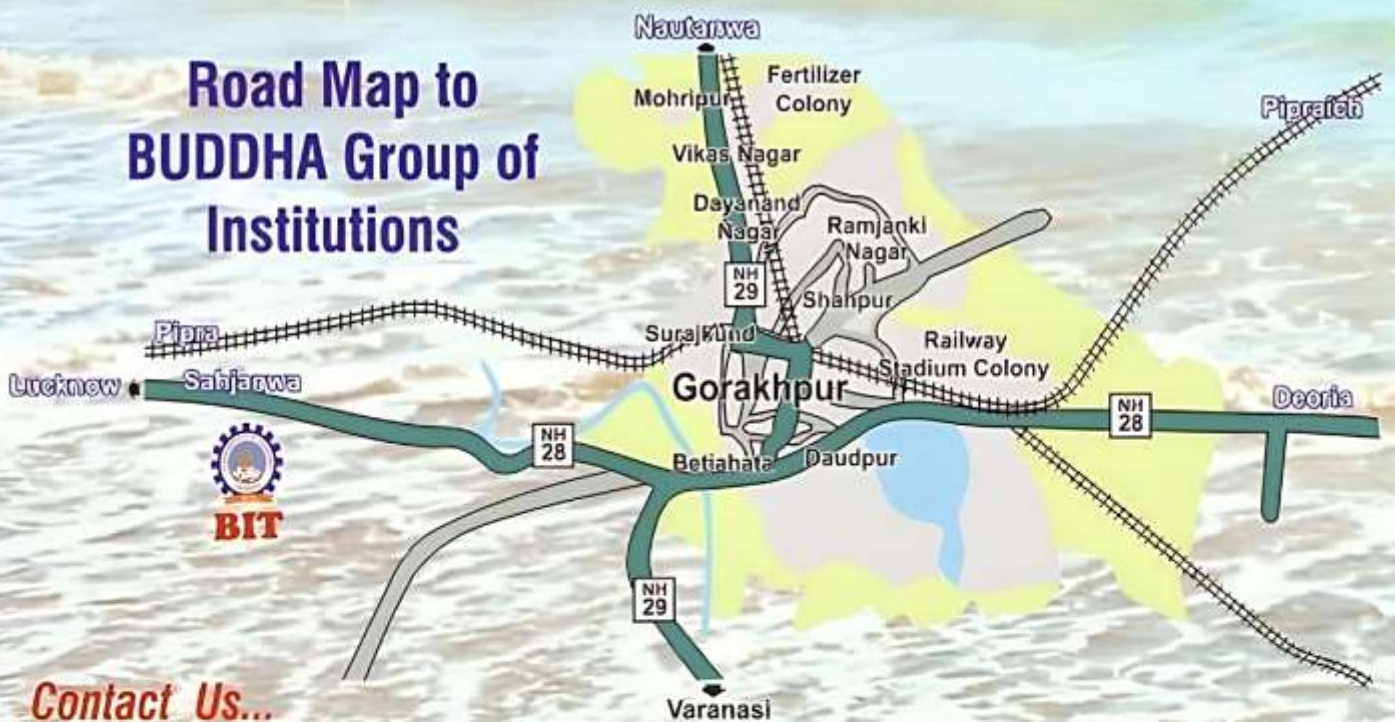 Road Map to
BUDDHA Group of
Institutions
Nautanwa
Mohripur
Fertilizer
Colony
Pipraich
Vikas Nagar
Dayanand
Nagar
Ramjanki
Nagar
NH
29
Shahpur
Pipra
Surajkund
Railway
Stadium Colony
Lucknow
Sahjanwa
Gorakhpur
NH
28
Deoria
BIT
NH
28
Betiahata
Daudpur
NH
29
Varanasi
Contact Us...